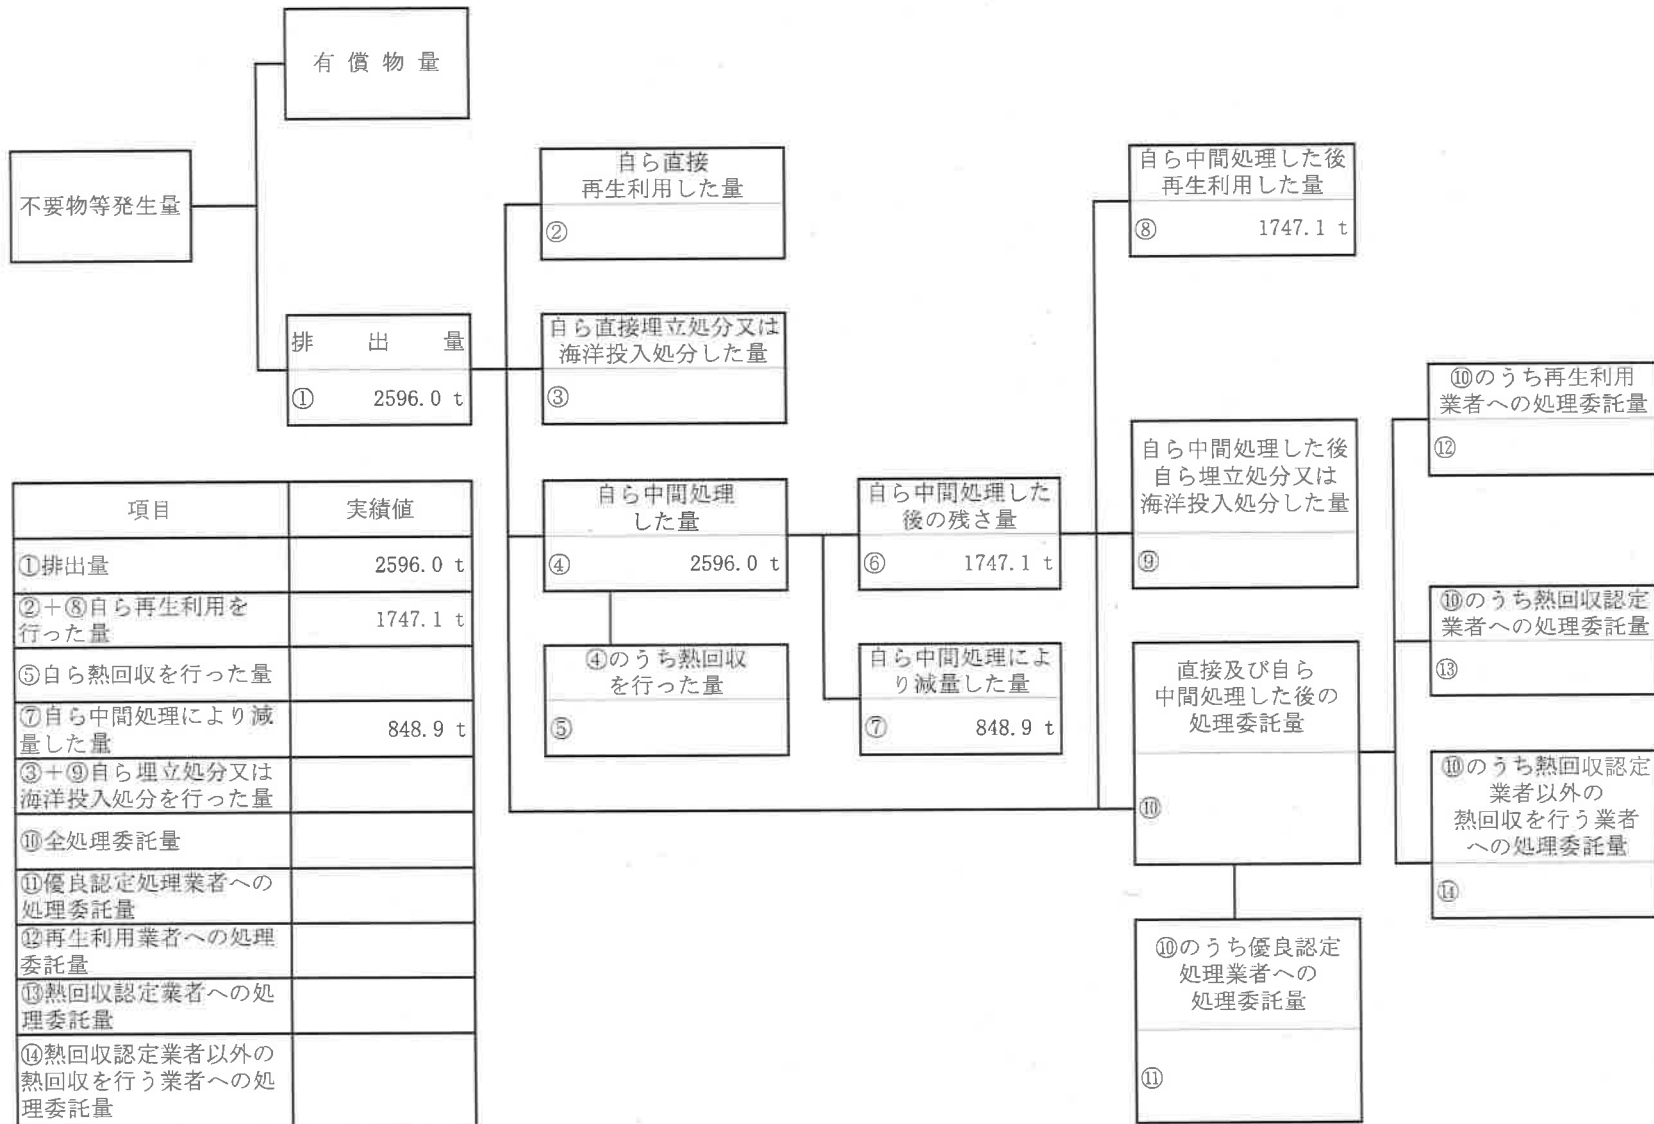 有償物量
不要物等発生量
排出量
① 2596.0 t
自ら直接
再生利用した量
②
自ら直接埋立処分又は
海洋投入処分した量
③
自ら中間処理
した量
④ 2596.0 t
④のうち熱回収
を行った量
⑤
自ら中間処理した
後の残さ量
⑥ 1747.1 t
自ら中間処理によ
り減量した量
⑦ 848.9 t
自ら中間処理した後
再生利用した量
⑧ 1747.1 t
自ら中間処理した後
自ら埋立処分又は
海洋投入処分した量
⑨
直接及び自ら
中間処理した後の
処理委託量
⑩
⑩のうち優良認定
処理業者への
処理委託量
⑪
⑩のうち再生利用
業者への処理委託量
⑫
⑩のうち熱回収認定
業者への処理委託量
⑬
⑩のうち熱回収認定
業者以外の
熱回収を行う業者
への処理委託量
⑭
項目 実績値
①排出量 2596.0 t
②＋⑧自ら再生利用を
行った量 1747.1 t
⑤自ら熱回収を行った量
⑦自ら中間処理により減
量した量 848.9 t
③＋⑨自ら埋立処分又は
海洋投入処分を行った量
⑩全処理委託量
⑪優良認定処理業者への
処理委託量
⑫再生利用業者への処理
委託量
⑬熱回収認定業者への処
理委託量
⑭熱回収認定業者以外の
熱回収を行う業者への処
理委託量